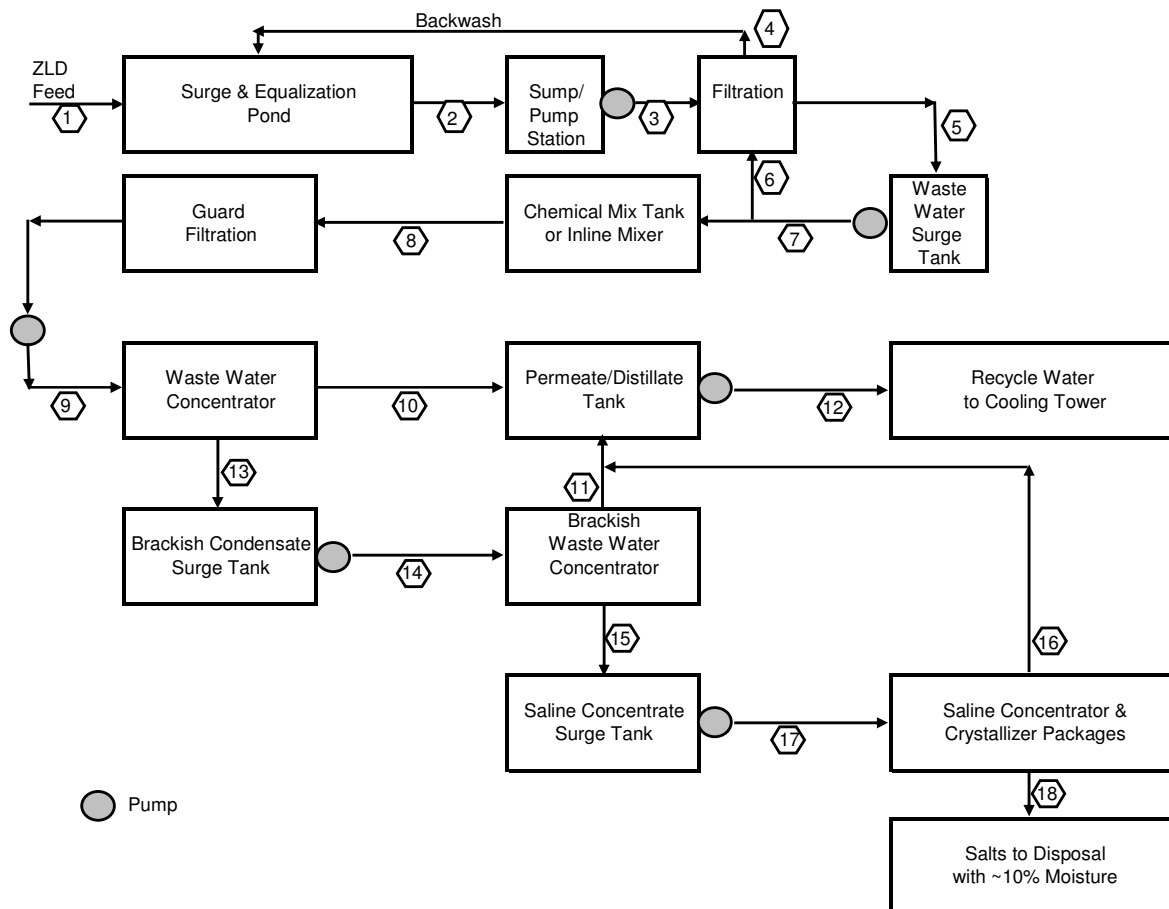 Backwash
4
ZLD
Feed
1
Surge & Equalization
Pond
2
Sump/
Pump
Station
3
Filtration
5
6
Guard
Filtration
8
Chemical Mix Tank
or Inline Mixer
7
Waste
Water
Surge
Tank
9
Waste Water
Concentrator
10
Permeate/Distillate
Tank
12
Recycle Water
to Cooling Tower
13
11
Brackish Condensate
Surge Tank
14
Brackish
Waste Water
Concentrator
15
16
Saline Concentrate
Surge Tank
17
Saline Concentrator &
Crystallizer Packages
18
Pump
Salts to Disposal
with ~10% Moisture